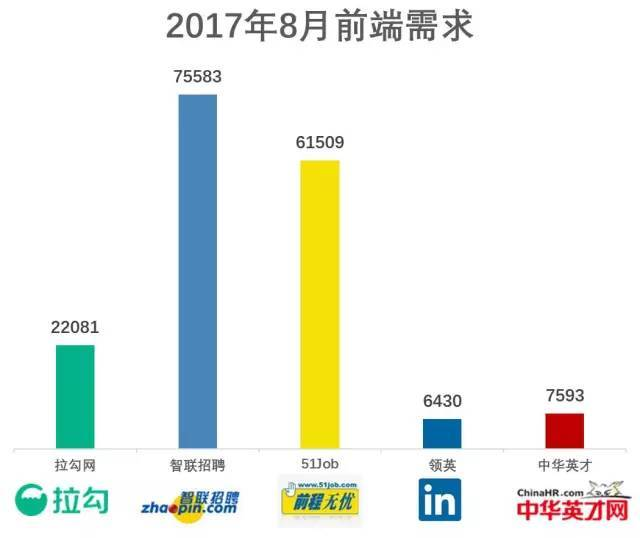 2017年8月前端需求
75583
61509
22081
6430
7593
拉勾网
智联招聘
51Job
领英
中华英才
拉勾
智联招聘
zhaopin.com
www.51job.com
前程无忧
in
ChinaHR.com
中华英才网